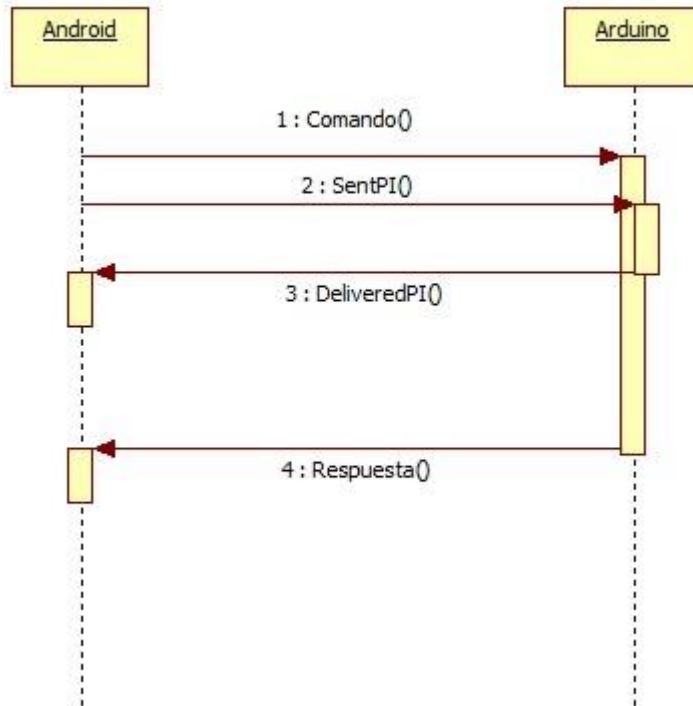 Android
Arduino
1 : Comando()
2 : SentPI()
3 : DeliveredPI()
4 : Respuesta()